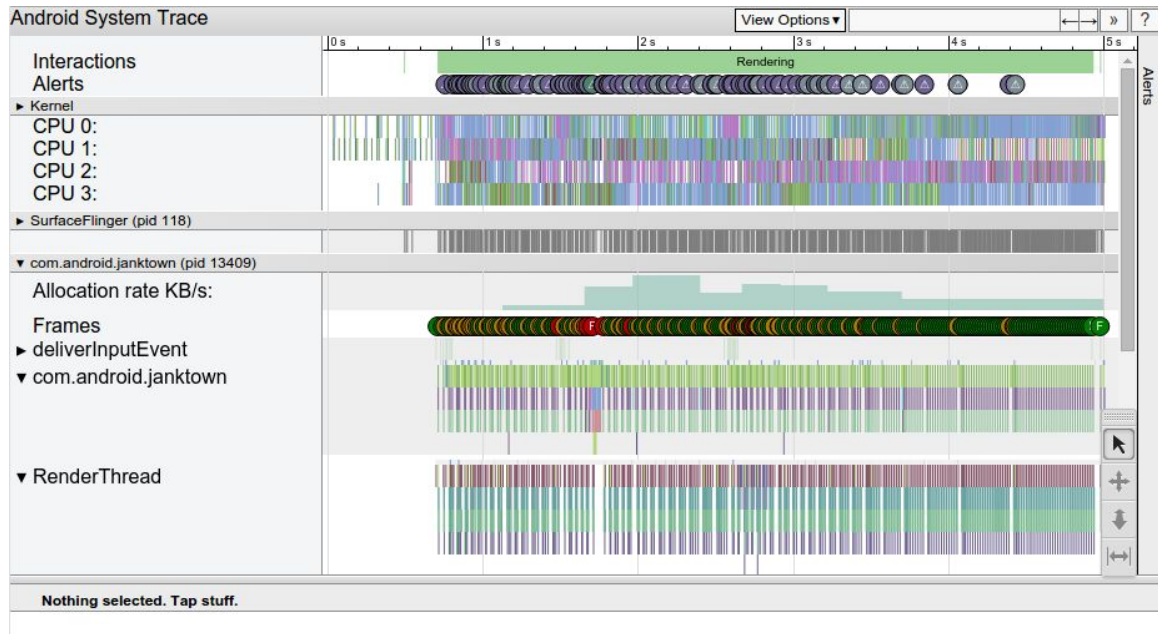 Android System Trace
View Options ▾
←
→
»
?
0 s
1 s
2 s
3 s
4 s
5 s
Interactions
Rendering
Alerts
Alerts
▸ Kernel
CPU 0:
CPU 1:
CPU 2:
CPU 3:
▸ SurfaceFlinger (pid 118)
▾ com.android.janktown (pid 13409)
Allocation rate KB/s:
Frames
F
F
▸ deliverInputEvent
▾ com.android.janktown
▾ RenderThread
Nothing selected. Tap stuff.